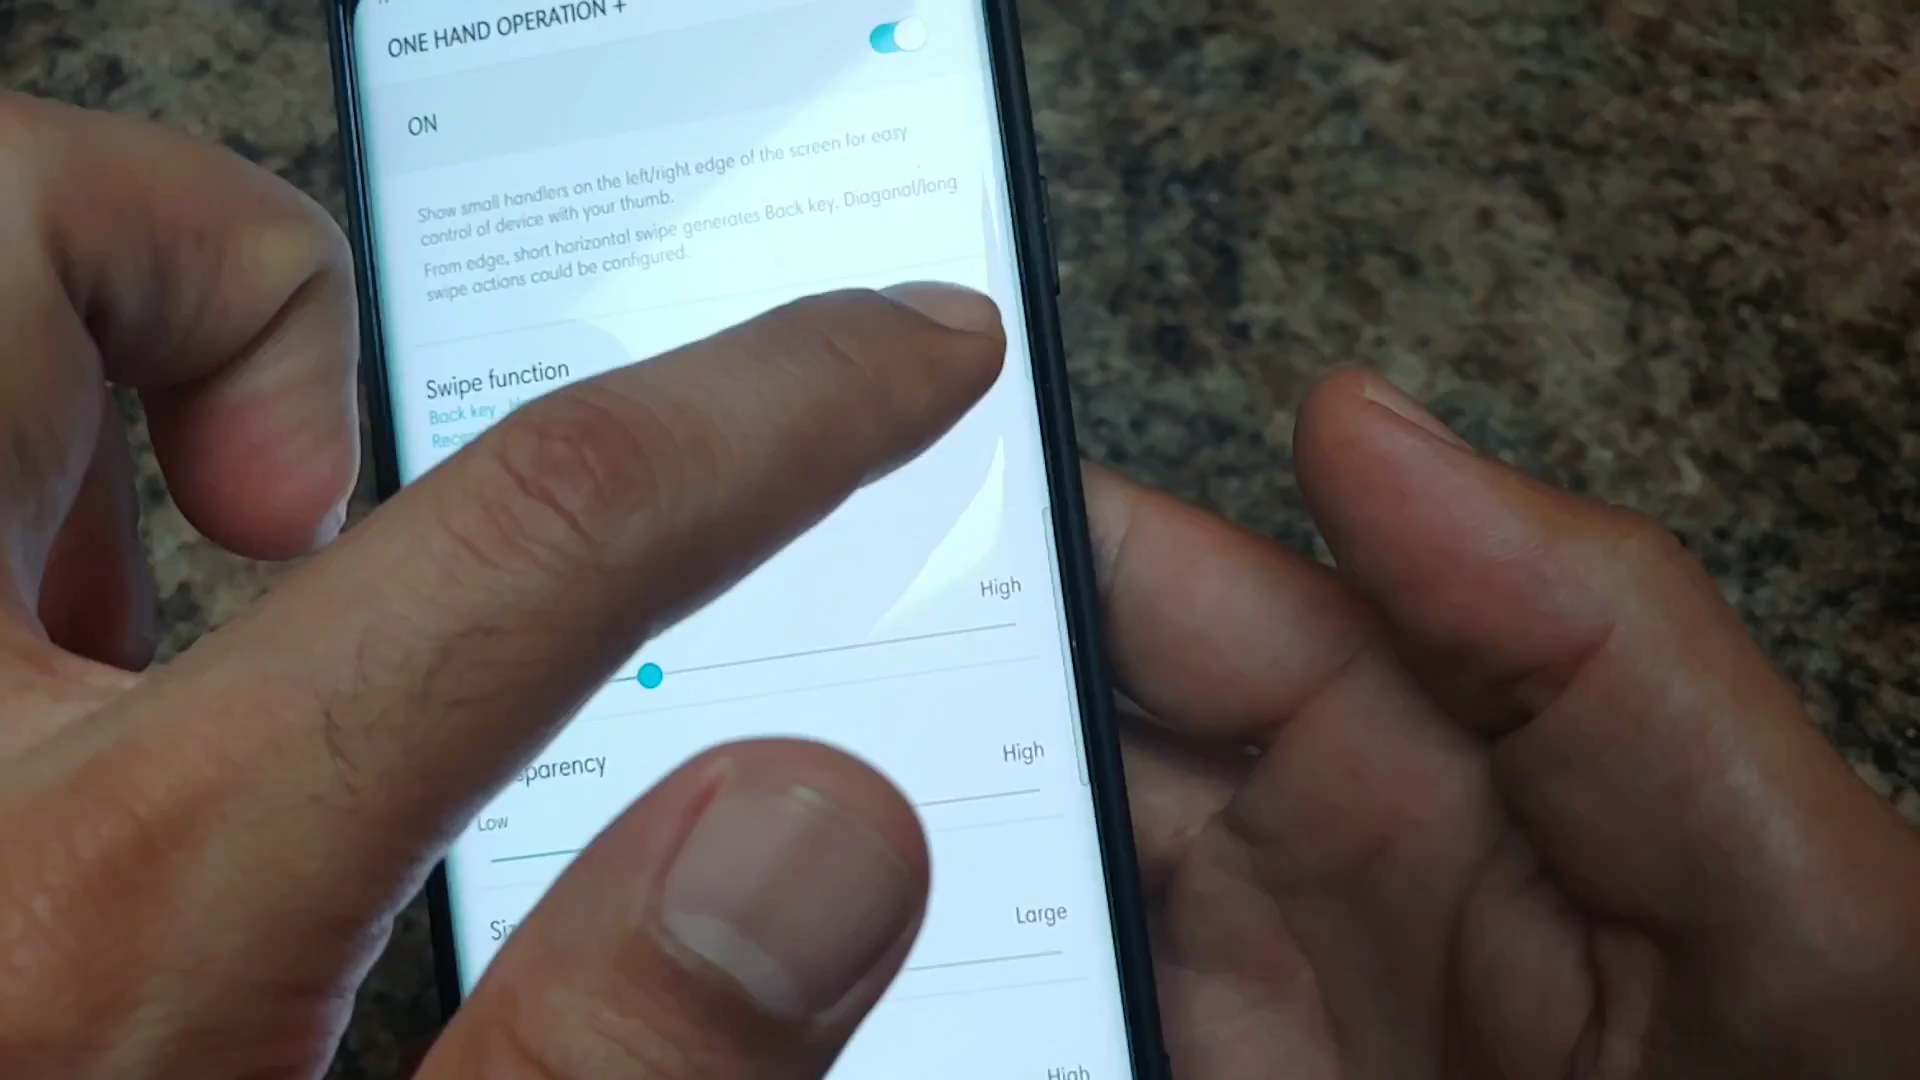 ONE HAND OPERATION +
ON
Show small handlers on the left/right edge of the screen for easy
control of device with your thumb.
From edge, short horizontal swipe generates Back key. Diagonal/long
swipe actions could be configured.
Swipe function
Back key
High
sparency
High
Low
Large
High